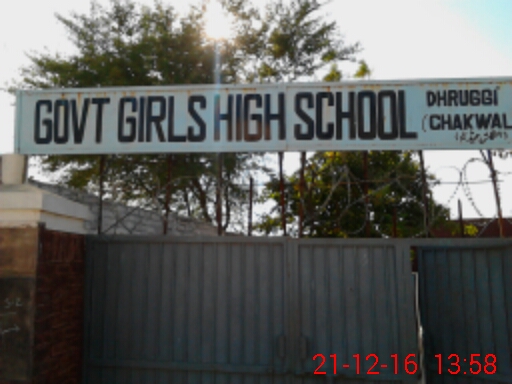 GOVT GIRLS HIGH SCHOOL DHRUGGI
(CHAKWAL
21-12-16 13:58